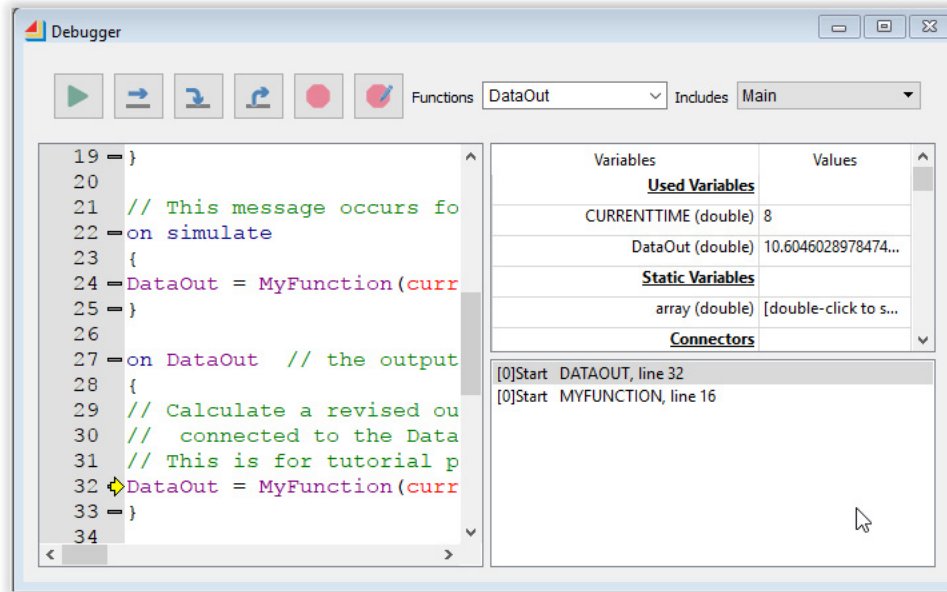 Debugger
Functions DataOut Includes Main
19 }
20
21 // This message occurs fo
22 on simulate
23 {
24 DataOut = MyFunction(curr
25 }
26
27 on DataOut // the output
28 {
29 // Calculate a revised ou
30 // connected to the Data
31 // This is for tutorial p
32 DataOut = MyFunction(curr
33 }
34
Variables Values
Used Variables
CURRENTTIME (double) 8
DataOut (double) 10.6046028978474...
Static Variables
array (double) [double-click to s...
Connectors
[0]Start DATAOUT, line 32
[0]Start MYFUNCTION, line 16